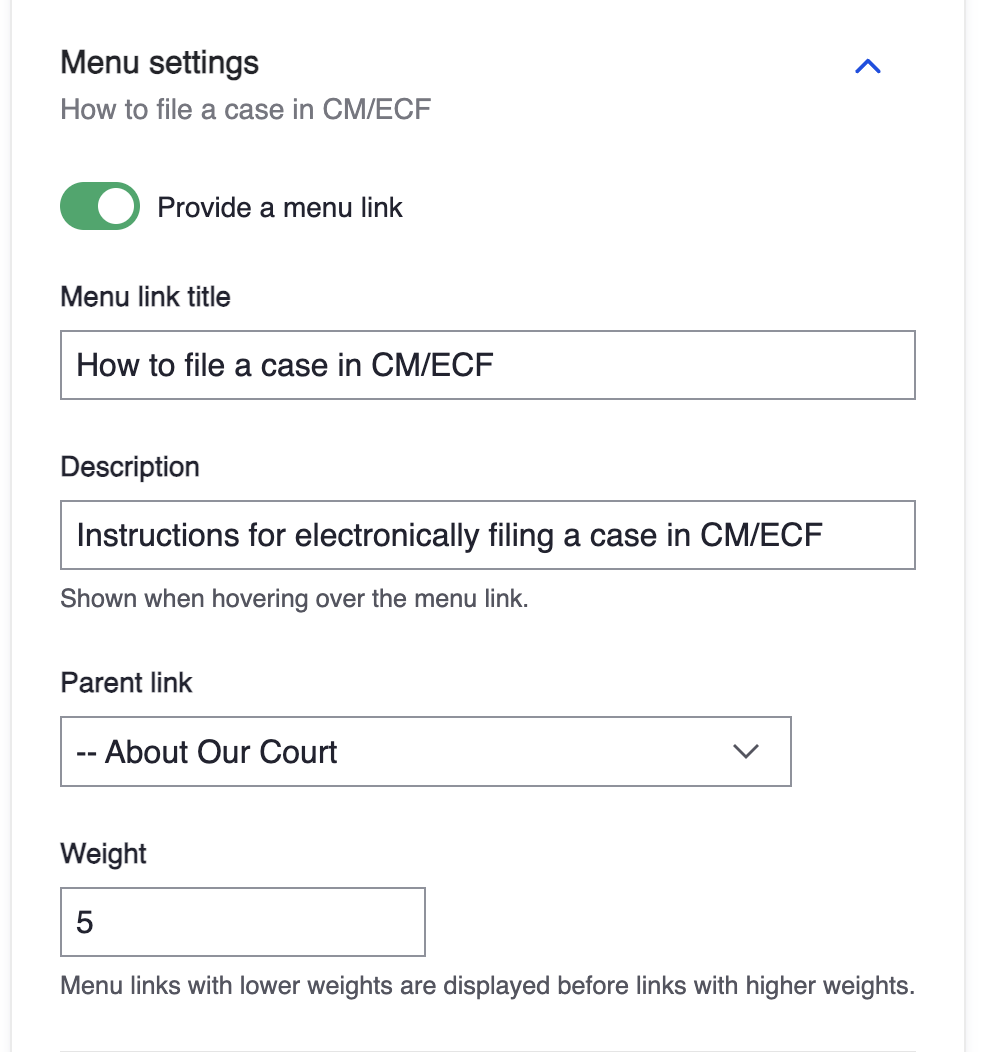 Menu settings
How to file a case in CM/ECF
Provide a menu link
Menu link title
How to file a case in CM/ECF
Description
Instructions for electronically filing a case in CM/ECF
Shown when hovering over the menu link.
Parent link
-- About Our Court
Weight
5
Menu links with lower weights are displayed before links with higher weights.